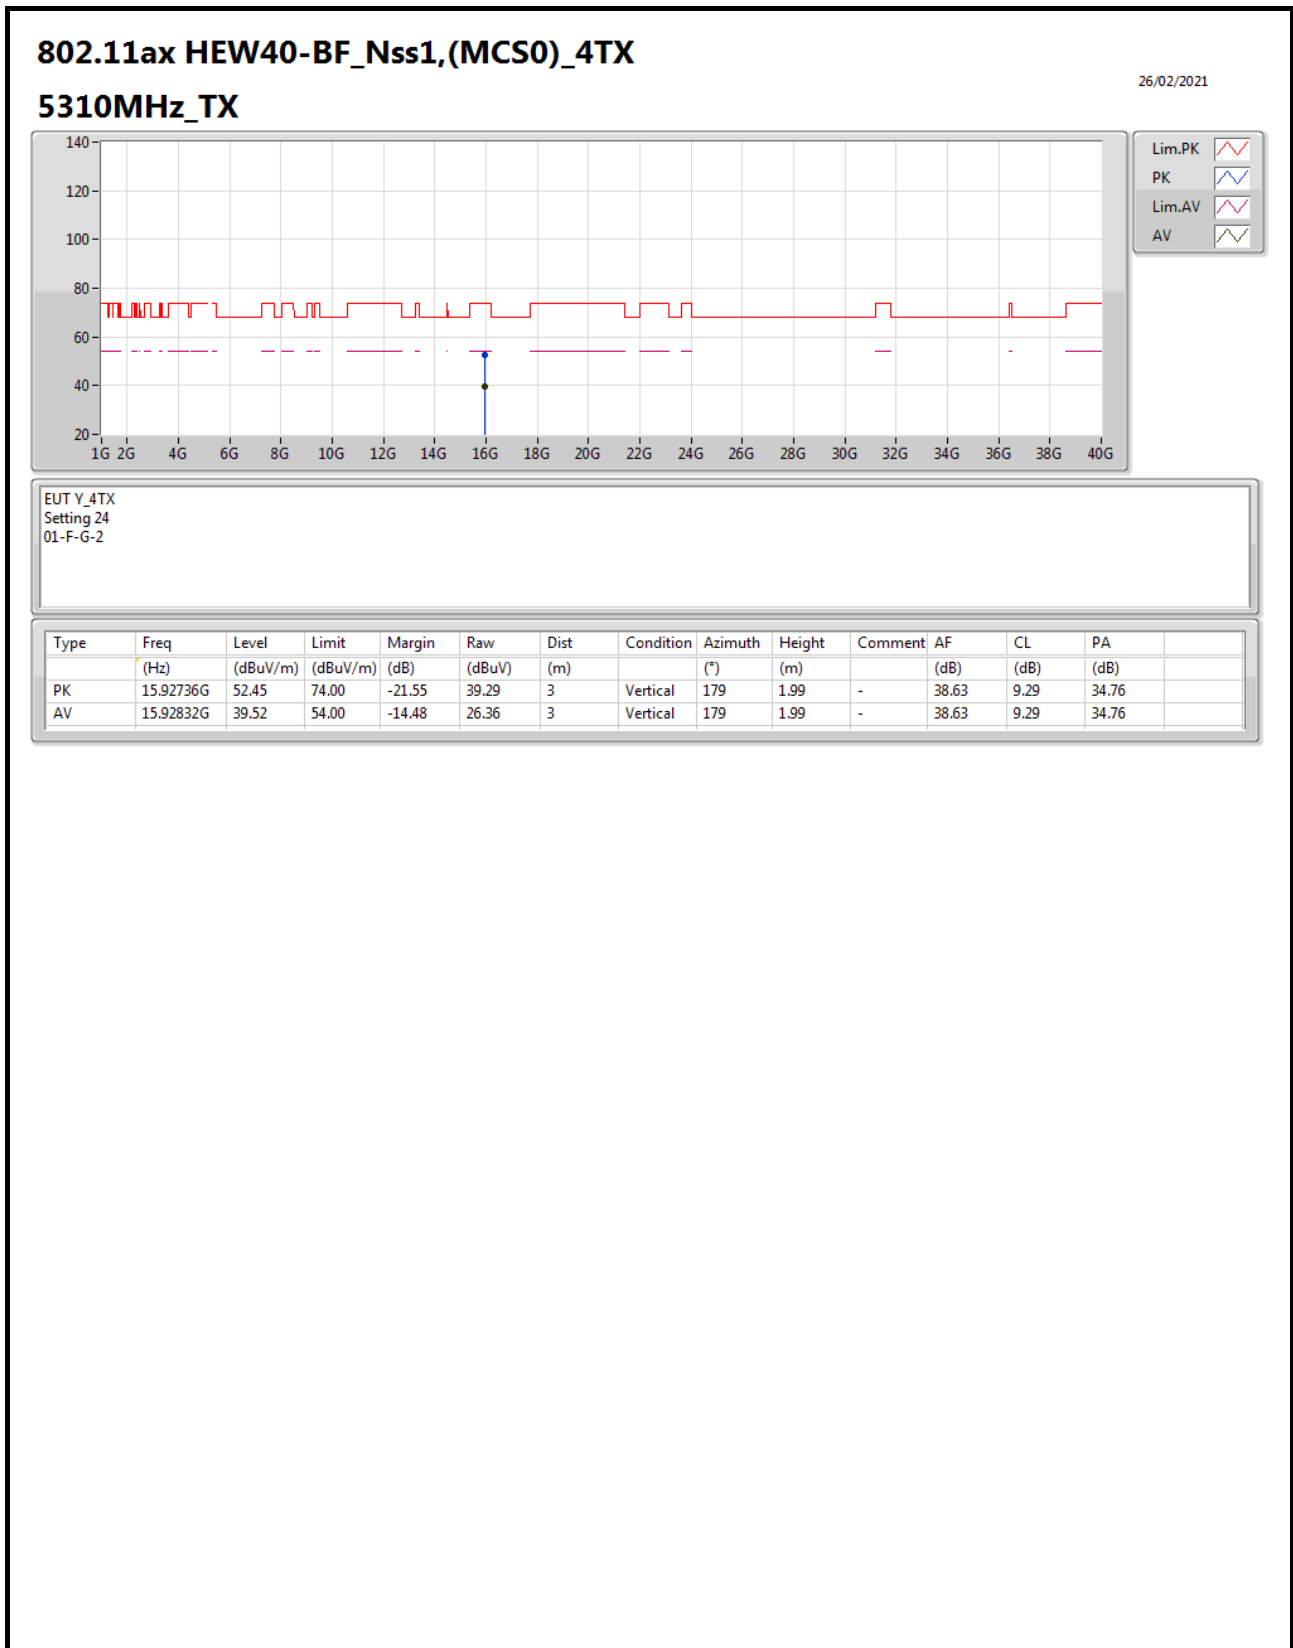 802.11ax HEW40-BF_Nss1,(MCS0)_4TX
26/02/2021
5310MHz_TX
140
120
100
80
60
40
20
1G 2G 4G 6G 8G 10G 12G 14G 16G 18G 20G 22G 24G 26G 28G 30G 32G 34G 36G 38G 40G
Lim.PK
PK
Lim.AV
AV
EUT Y_4TX
Setting 24
01-F-G-2
Type Freq Level Limit Margin Raw Dist Condition Azimuth Height Comment AF CL PA
(Hz) (dBuV/m) (dBuV/m) (dB) (dBuV) (m) (°) (m) (dB) (dB) (dB)
PK 15.92736G 52.45 74.00 -21.55 39.29 3 Vertical 179 1.99 - 38.63 9.29 34.76
AV 15.92832G 39.52 54.00 -14.48 26.36 3 Vertical 179 1.99 - 38.63 9.29 34.76